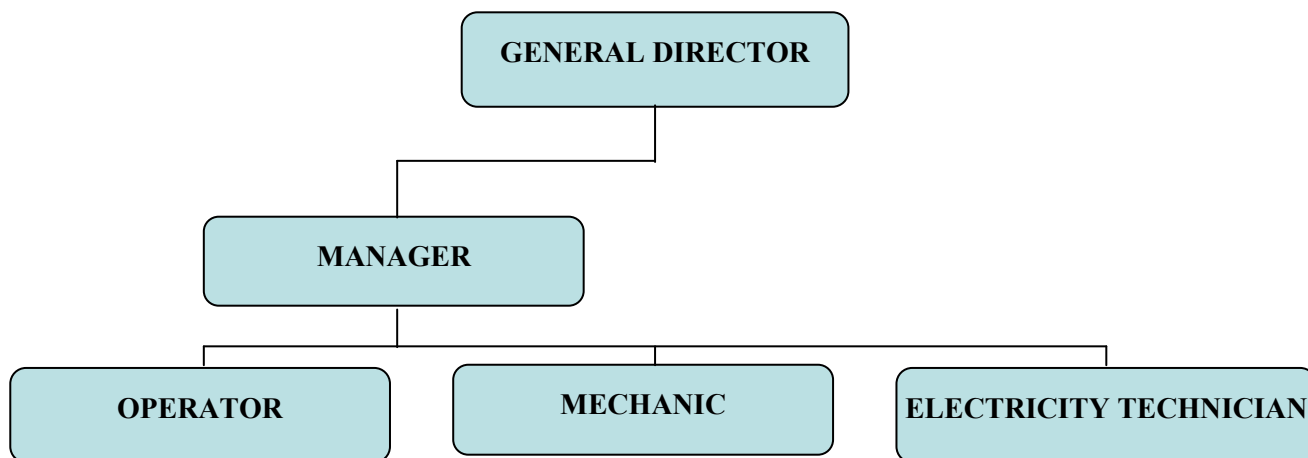 GENERAL DIRECTOR
MANAGER
OPERATOR
MECHANIC
ELECTRICITY TECHNICIAN